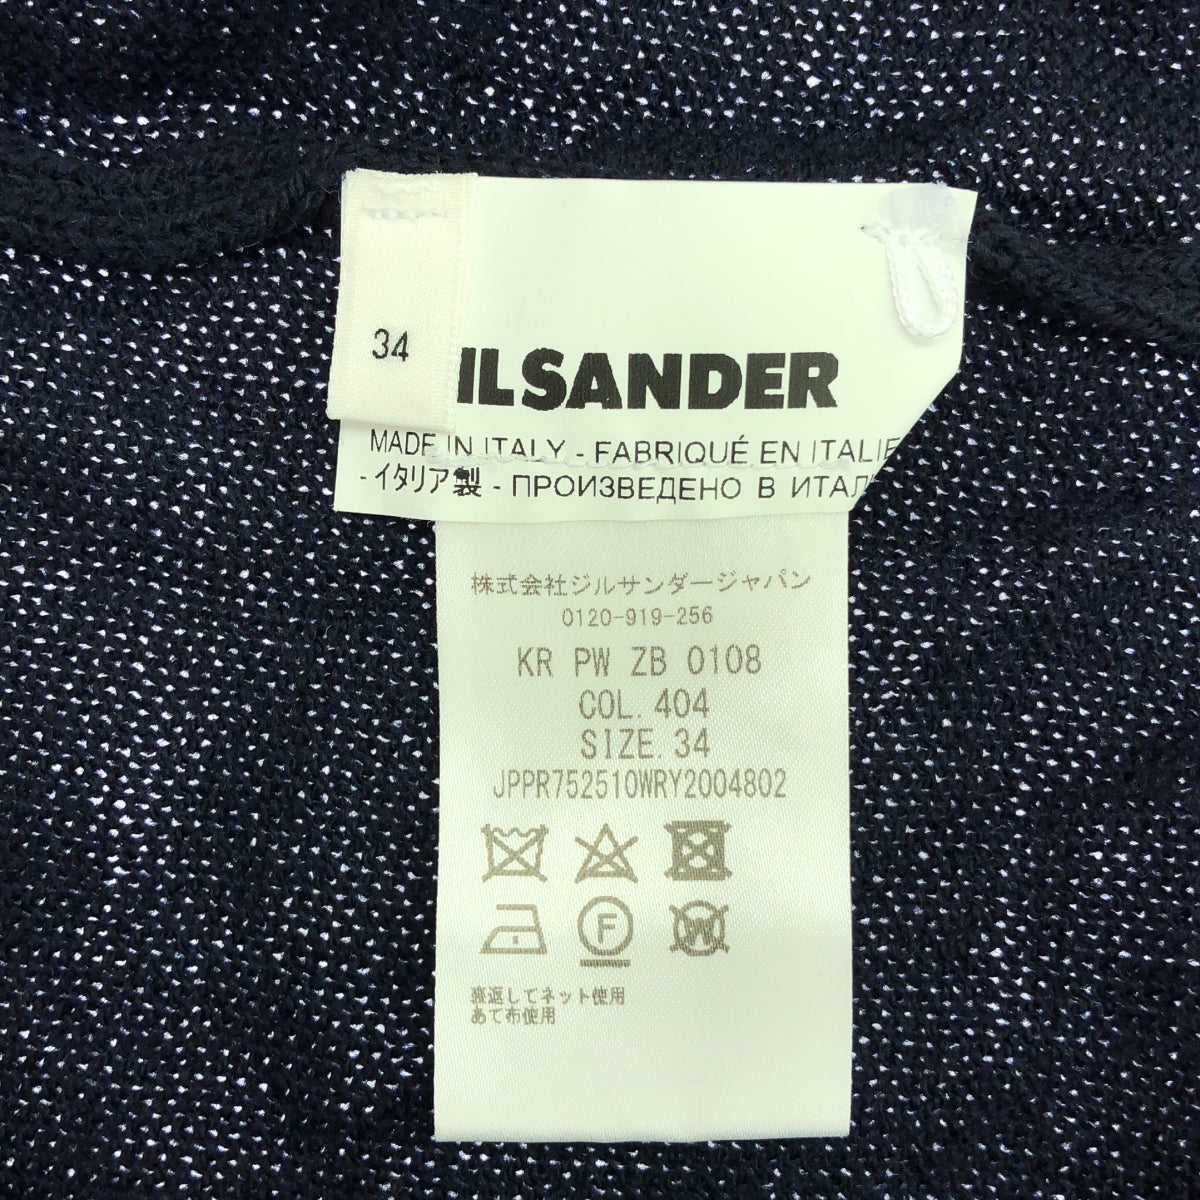 34
ILSANDER
MADE IN ITALY - FABRIQUÉ EN ITALIE
- イタリア製 - ПРОИЗВЕДЕНО В ИТАЛ
株式会社ジルサンダージャパン
0120-919-256
KR PW ZB 0108
COL. 404
SIZE. 34
JPPR752510WRY2004802
F
W
裏返してネット使用
あて布使用